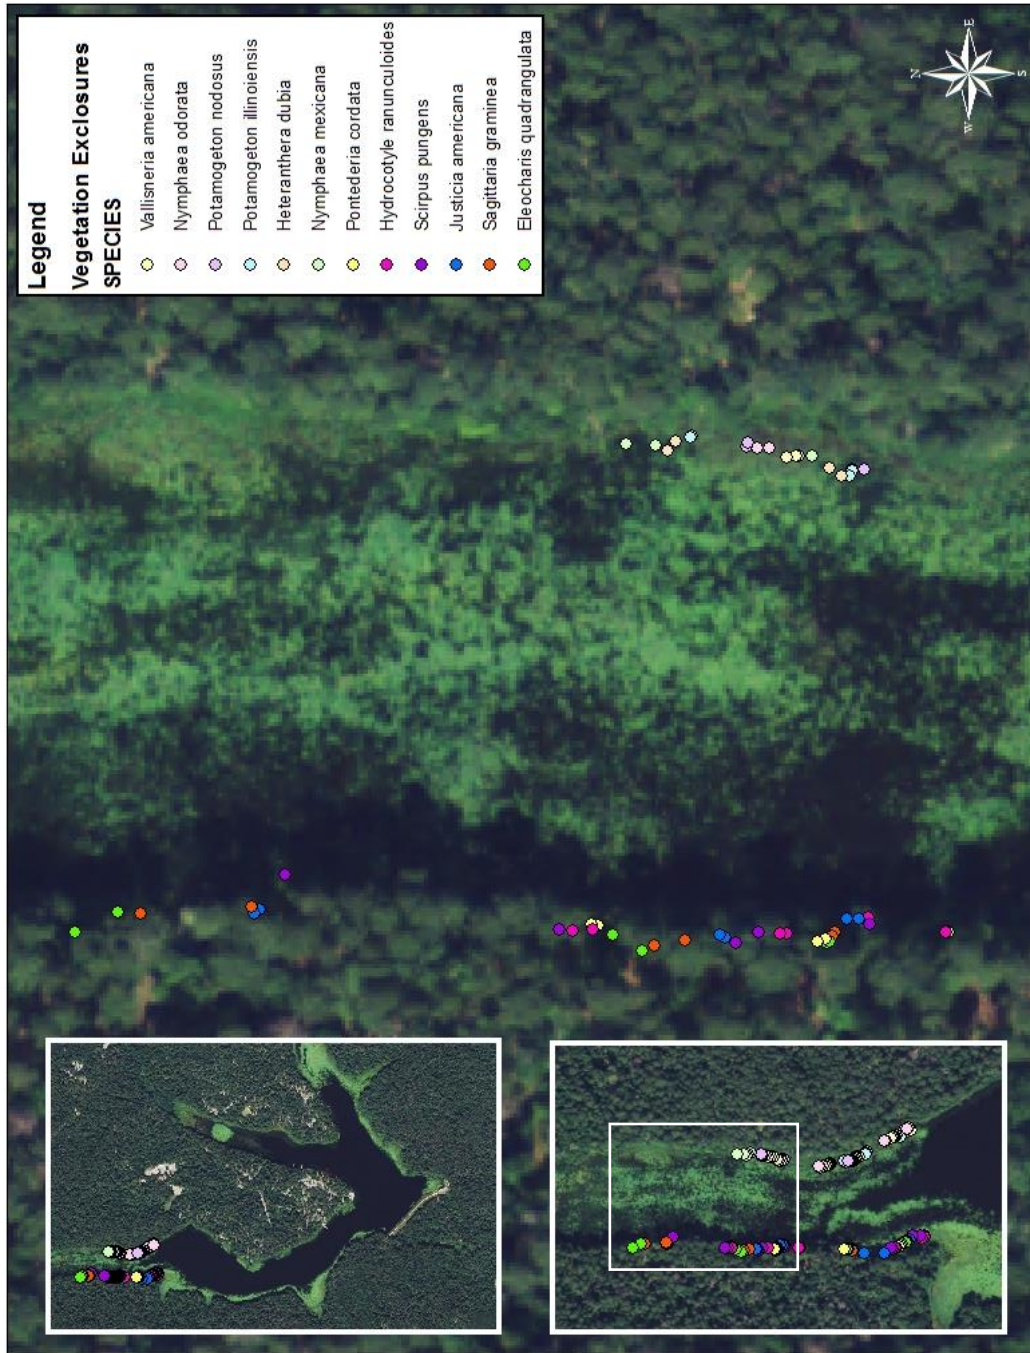 Legend
Vegetation Exclosures
SPECIES
Vallisneria americana
Nymphaea odorata
Potamogeton nodosus
Potamogeton illinoiensis
Heteranthera dubia
Nymphaea mexicana
Pontederia cordata
Hydrocotyle ranunculoides
Scirpus pungens
Justicia americana
Sagittaria graminea
Eleocharis quadrangulata
N
E
S
W